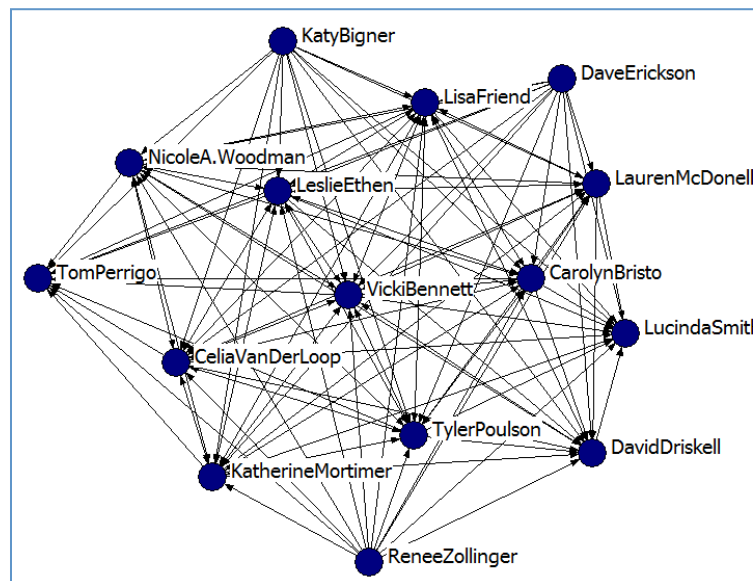 KatyBigner
DaveErickson
LisaFriend
NicoleA.Woodman
LeslieEthen
LaurenMcDonell
TomPerrigo
VickiBennett
CarolynBristo
LucindaSmith
CeliaVanDerLoop
TylerPoulson
DavidDriskell
KatherineMortimer
ReneeZollinger